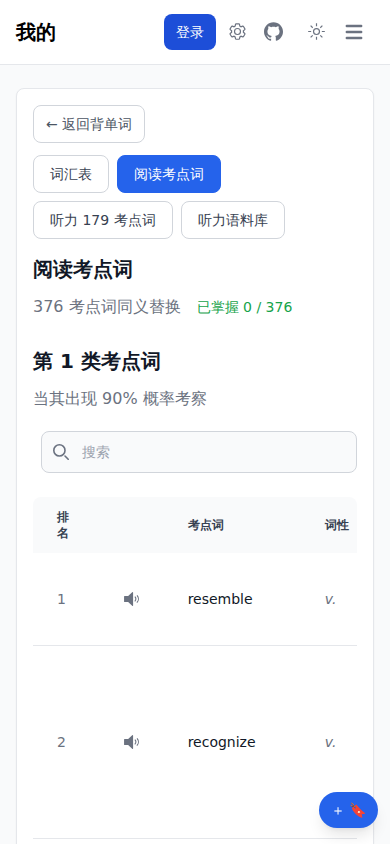 我的
登录
← 返回背单词
词汇表
阅读考点词
听力 179 考点词
听力语料库
阅读考点词
376 考点词同义替换 已掌握 0 / 376
第 1 类考点词
当其出现 90% 概率考察
搜索
排名 考点词 词性
1 resemble v.
2 recognize v.
+